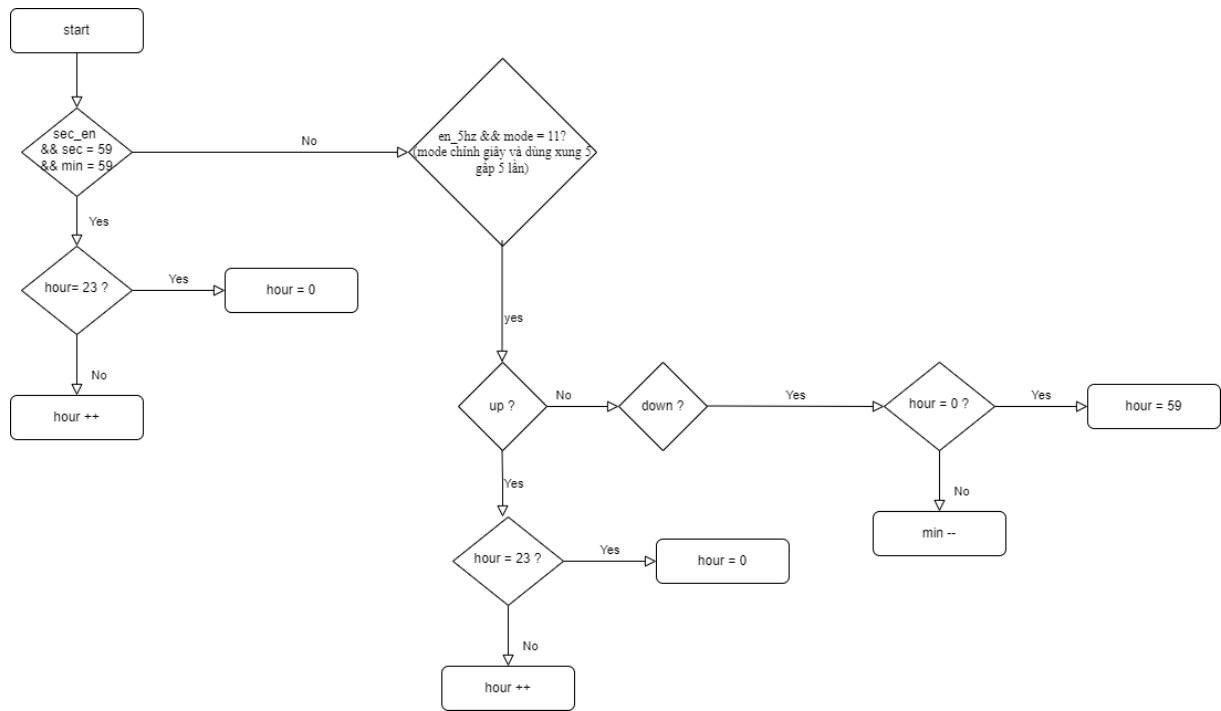 start
sec_en
&& sec = 59
&& min = 59
No
en_5hz && mode = 11?
(mode chỉnh giây và dùng xung 5
gấp 5 lần)
Yes
hour= 23 ?
Yes
hour = 0
No
hour ++
yes
up ?
No
down ?
Yes
hour = 0 ?
Yes
hour = 59
No
min --
Yes
hour = 23 ?
Yes
hour = 0
No
hour ++